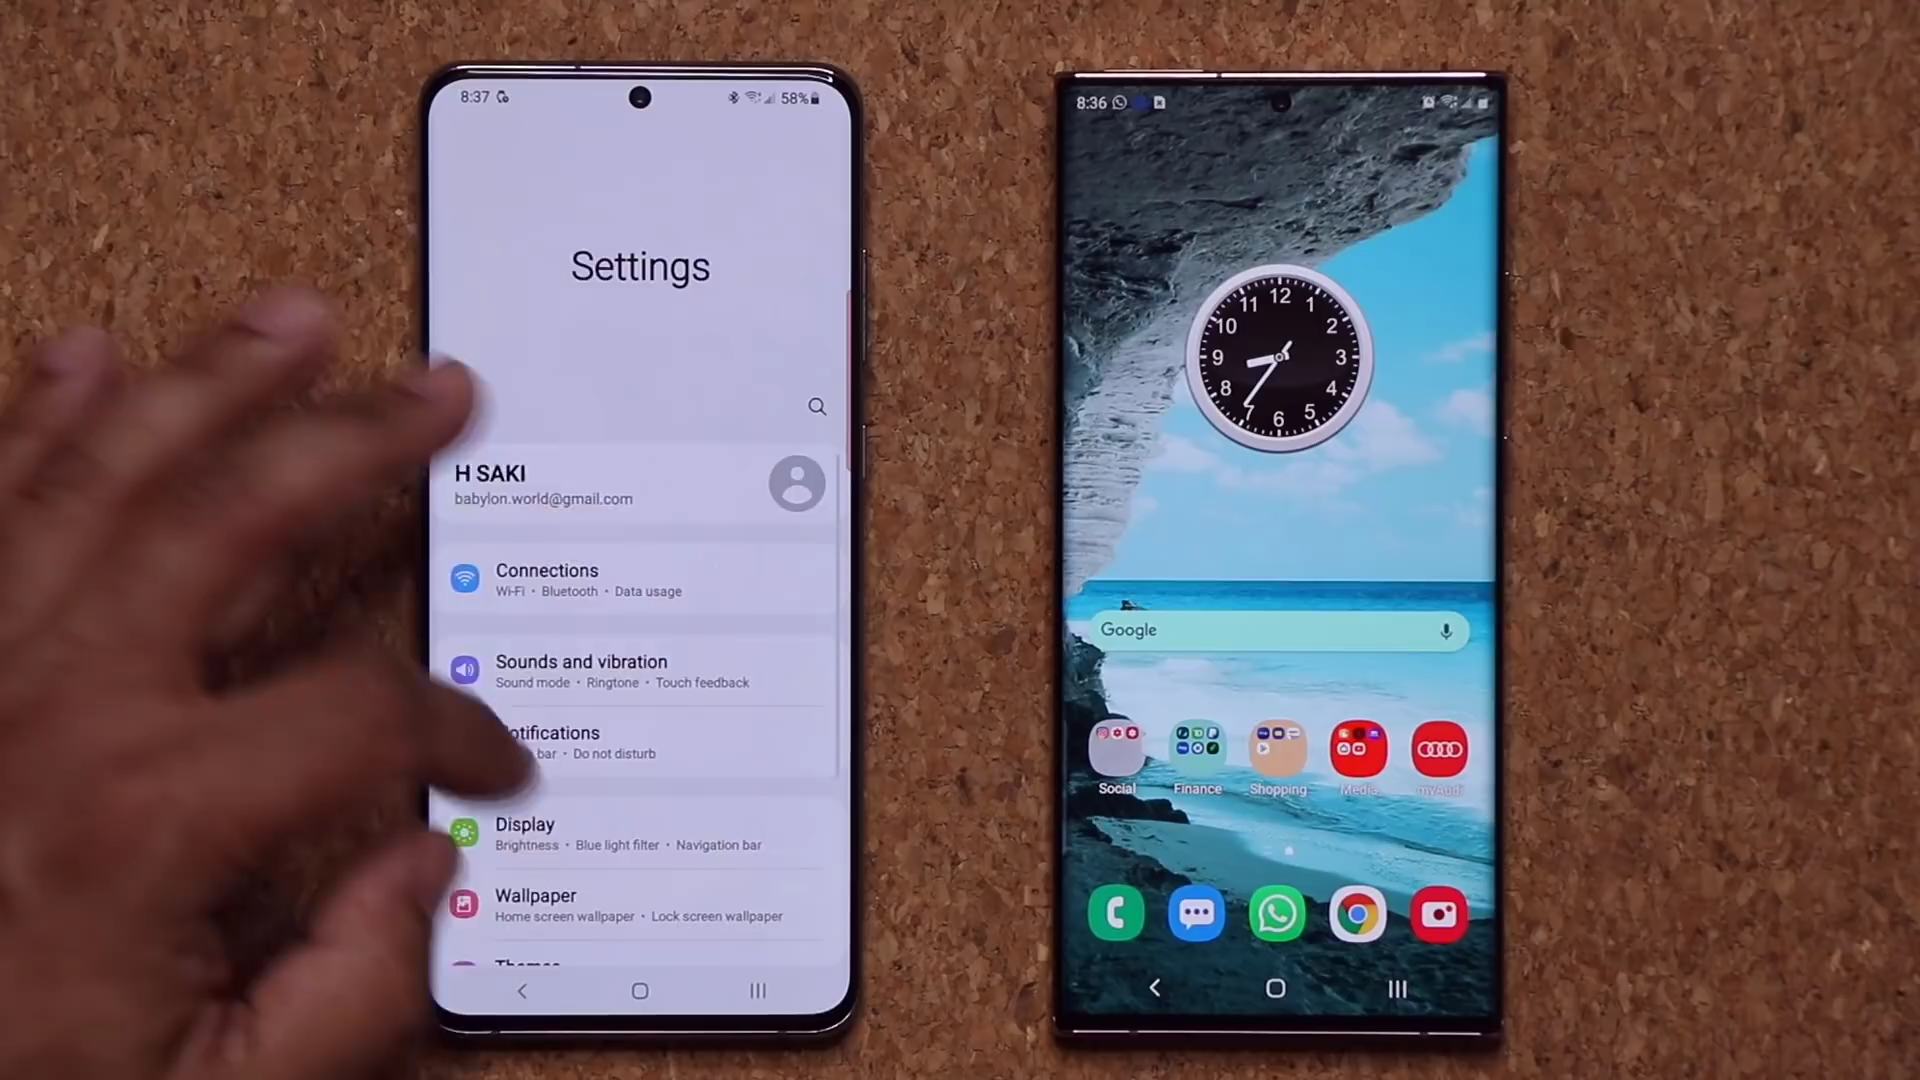 8:37
58%
Settings
H SAKI
babylon.world@gmail.com
Connections
Wi-Fi • Bluetooth • Data usage
Sounds and vibration
Sound mode • Ringtone • Touch feedback
otifications
bar • Do not disturb
Display
Brightness • Blue light filter • Navigation bar
Wallpaper
Home screen wallpaper • Lock screen wallpaper
Themes
8:36
12
1
2
3
4
5
6
7
8
9
10
11
Google
Social
Finance
Shopping
Media
myAudi